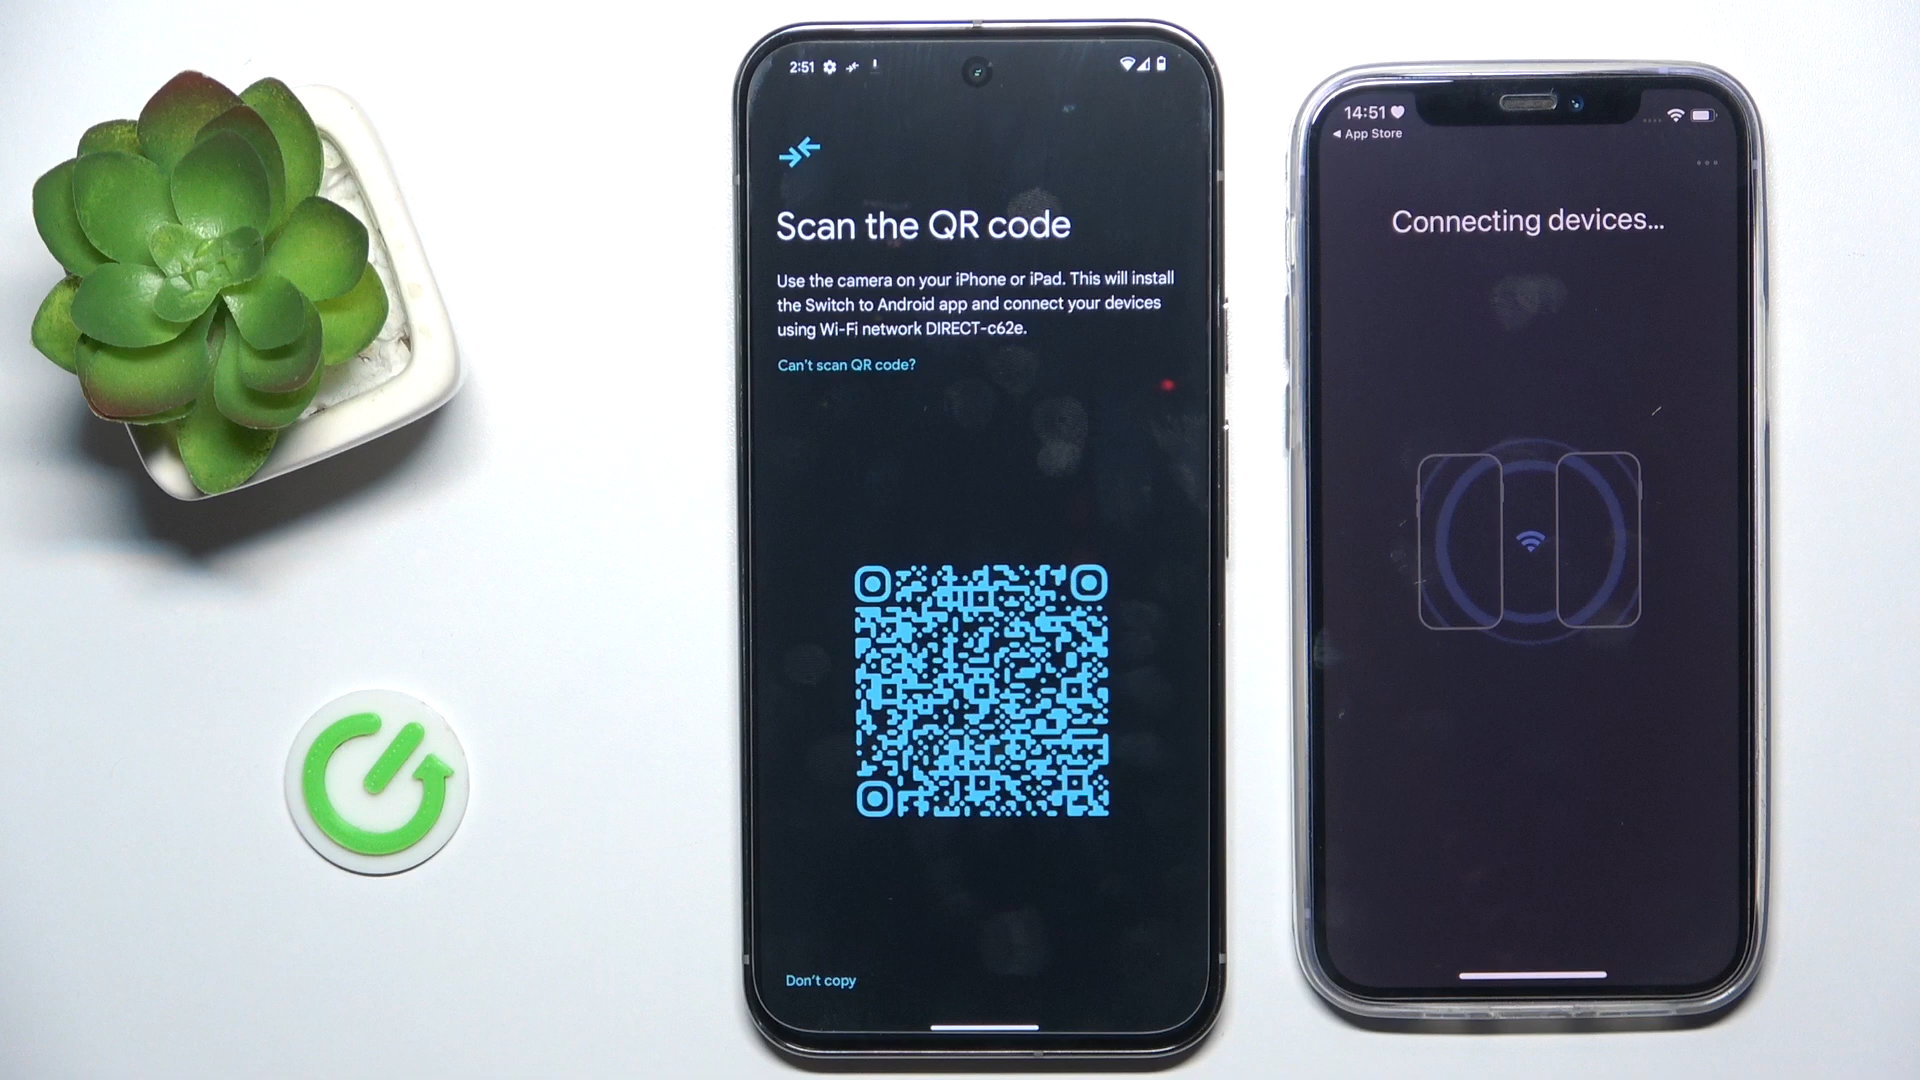 2:51
Scan the QR code
Use the camera on your iPhone or iPad. This will install
the Switch to Android app and connect your devices
using Wi-Fi network DIRECT-c62e.
Can't scan QR code?
Don't copy
14:51
◀ App Store
Connecting devices...